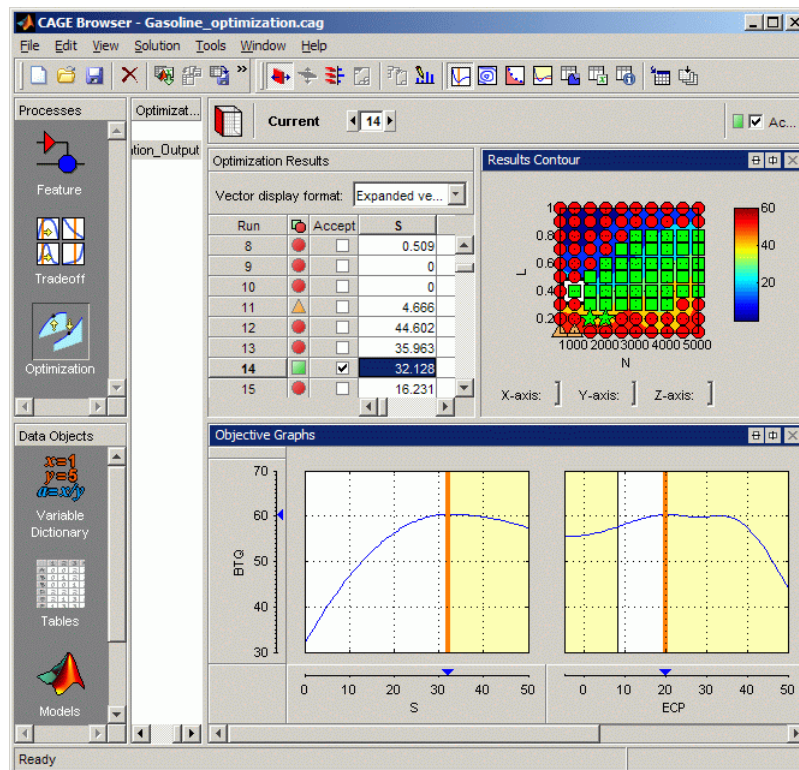 CAGE Browser - Gasoline_optimization.cag
File Edit View Solution Tools Window Help
Processes
Feature
Tradeoff
Optimization
Optimizat...
tion_Output
Current 14
Ac...
Optimization Results
Vector display format: Expanded ve...
Run Accept S
8 0.509
9 0
10 0
11 4.666
12 44.602
13 35.963
14 32.128
15 16.231
Results Contour
1
0.8
0.6
0.4
0.2
L
1000 2000 3000 4000 5000
N
60
40
20
X-axis: ] Y-axis: ] Z-axis: ]
Data Objects
x=1
y=5
a=x/y
Variable
Dictionary
Tables
Models
Objective Graphs
70
60
50
40
30
BTQ
0 10 20 30 40 50
S
0 10 20 30 40 50
ECP
Ready